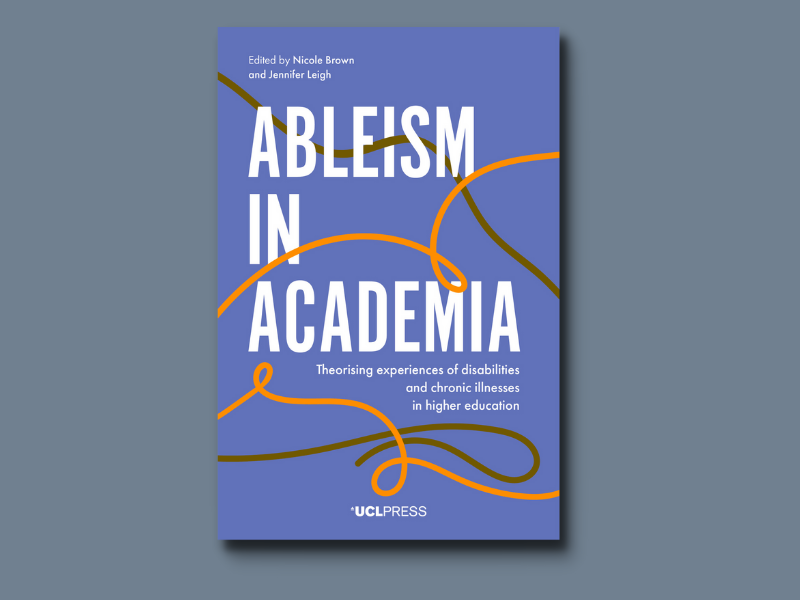 Edited by Nicole Brown
and Jennifer Leigh
ABLEISM
IN
ACADEMIA
Theorising experiences of disabilities
and chronic illnesses
in higher education
*UCLPRESS